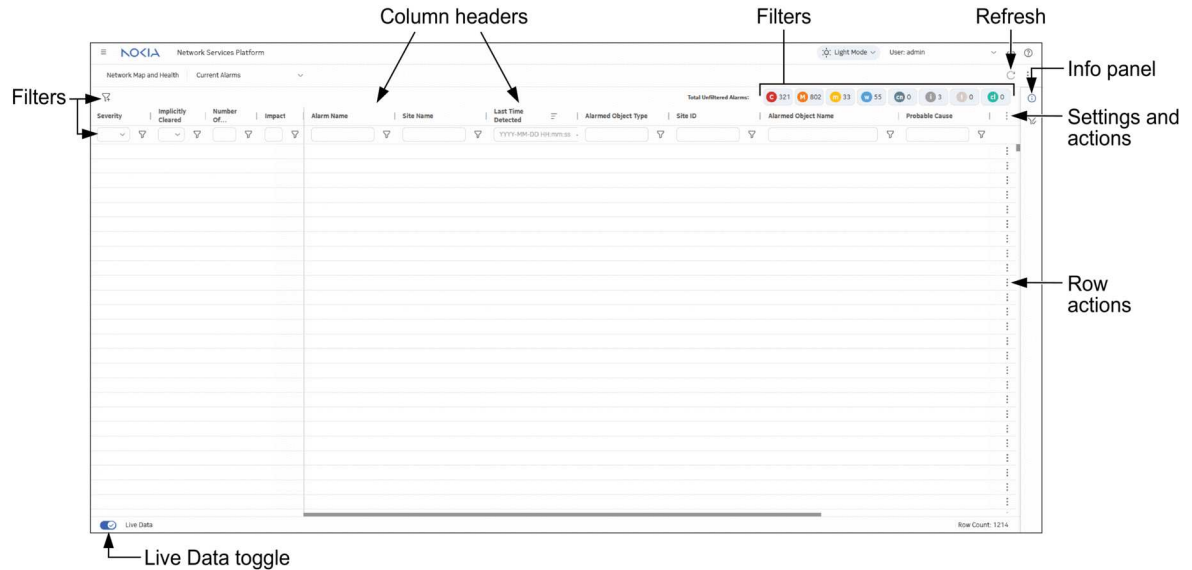 Column headers
Filters
Refresh
NOKIA Network Services Platform
Light Mode
User: admin
Network Map and Health Current Alarms
Info panel
Filters
Total Unfiltered Alarms: C 321 M 802 m 33 w 55 cn 0 i 3 0 cl 0
Severity Implicitly Cleared Number Of... Impact Alarm Name Site Name Last Time Detected Alarmed Object Type Site ID Alarmed Object Name Probable Cause
Settings and
actions
YYYY-MM-DD HH:mm:ss
Row
actions
Live Data
Row Count: 1214
Live Data toggle